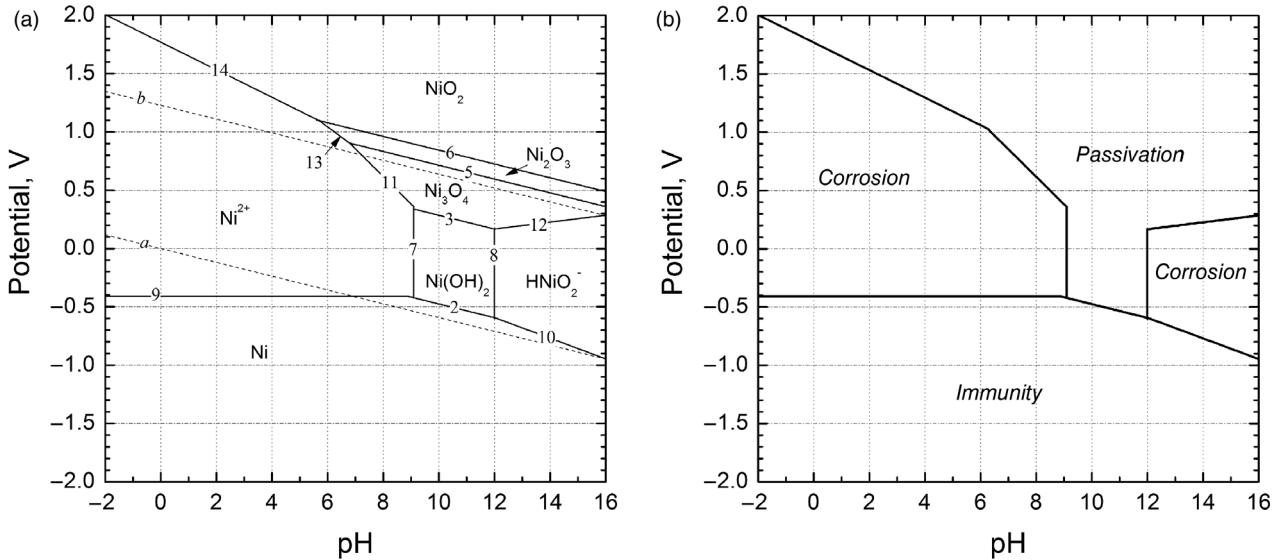 (a)
Potential, V
2.0
1.5
1.0
0.5
0.0
–0.5
–1.0
–1.5
–2.0
14
NiO₂
b
13
6
Ni₂O₃
5
11
Ni₃O₄
Ni²⁺
3
12
a
7
8
Ni(OH)₂
HNiO₂⁻
9
2
10
Ni
–2 0 2 4 6 8 10 12 14 16
pH
(b)
Potential, V
2.0
1.5
1.0
0.5
0.0
–0.5
–1.0
–1.5
–2.0
Passivation
Corrosion
Corrosion
Immunity
–2 0 2 4 6 8 10 12 14 16
pH